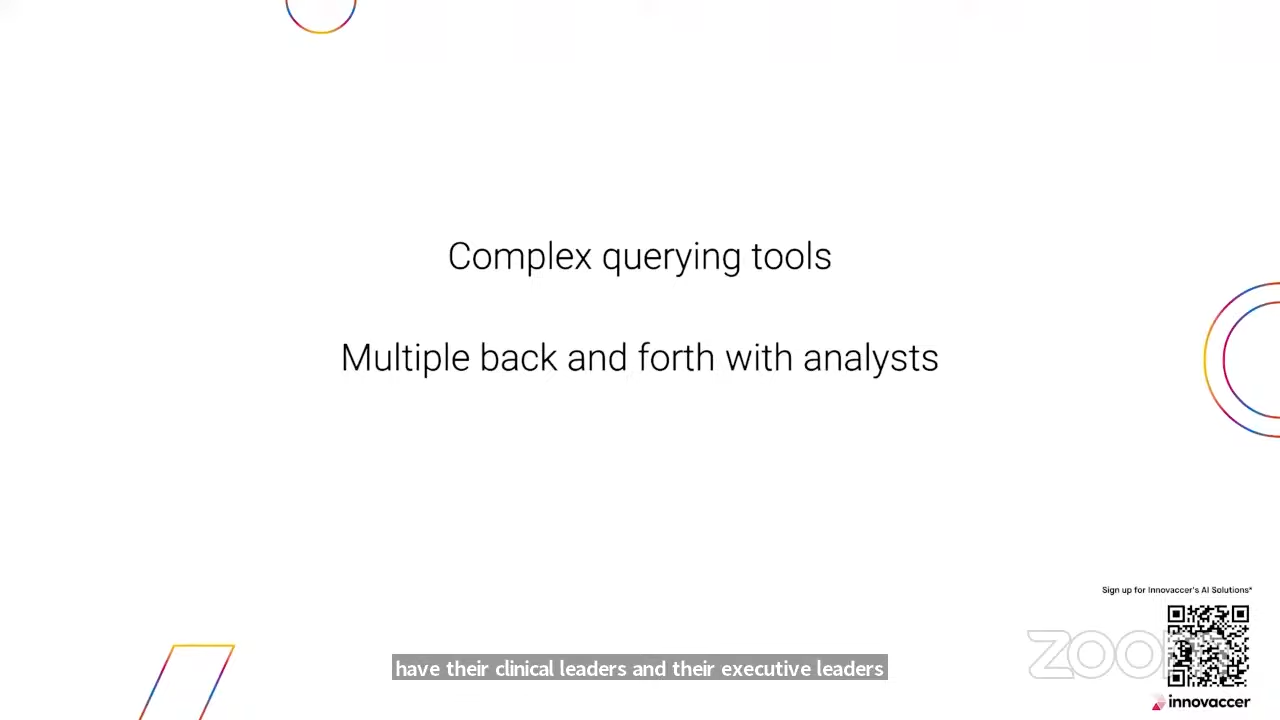 Complex querying tools
Multiple back and forth with analysts
Sign up for Innovaccer's AI Solutions*
zoom
have their clinical leaders and their executive leaders
innovaccer